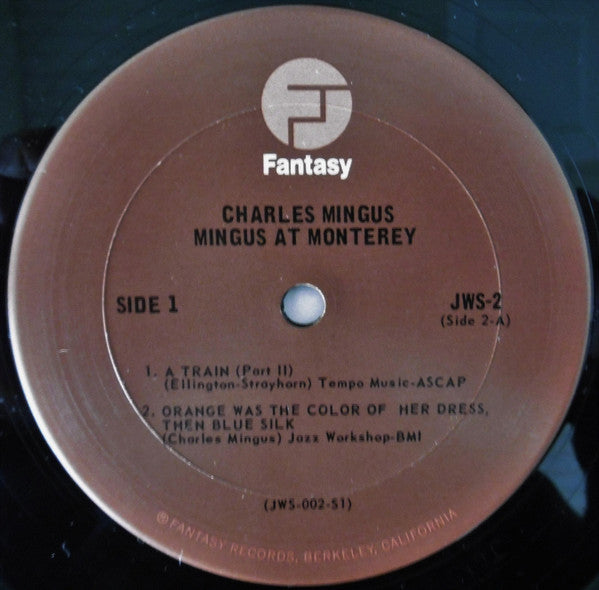 Fantasy
CHARLES MINGUS
MINGUS AT MONTEREY
SIDE 1
JWS-2
(Side 2-A)
1. A TRAIN (Part II)
(Ellington-Strayhorn) Tempo Music-ASCAP
2. ORANGE WAS THE COLOR OF HER DRESS,
THEN BLUE SILK
(Charles Mingus) Jazz Workshop-BMI
(JWS-002-S1)
®FANTASY RECORDS, BERKELEY, CALIFORNIA